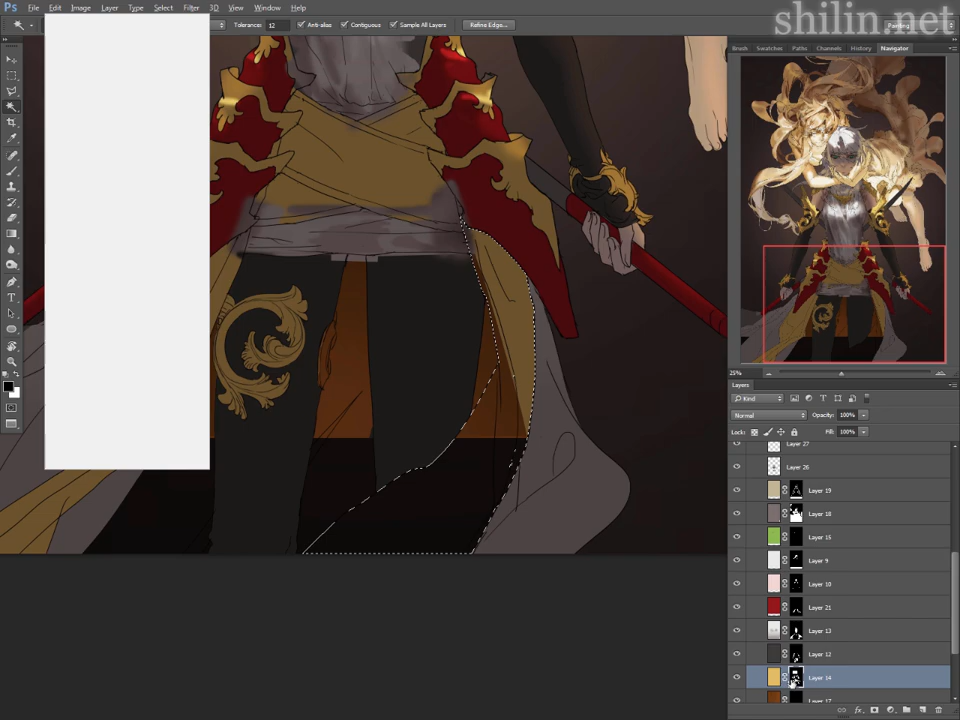 shilin.net
Ps File Edit Image Layer Type Select Filter 3D View Window Help
Tolerance: 12 Anti-alias Contiguous Sample All Layers Refine Edge... Painting
Brush Swatches Paths Channels History Navigator
25%
Layers
Kind
Normal Opacity: 100%
Lock: Fill: 100%
Layer 27
Layer 26
Layer 19
Layer 18
Layer 15
Layer 9
Layer 10
Layer 21
Layer 13
Layer 12
Layer 14
Layer 17
fx